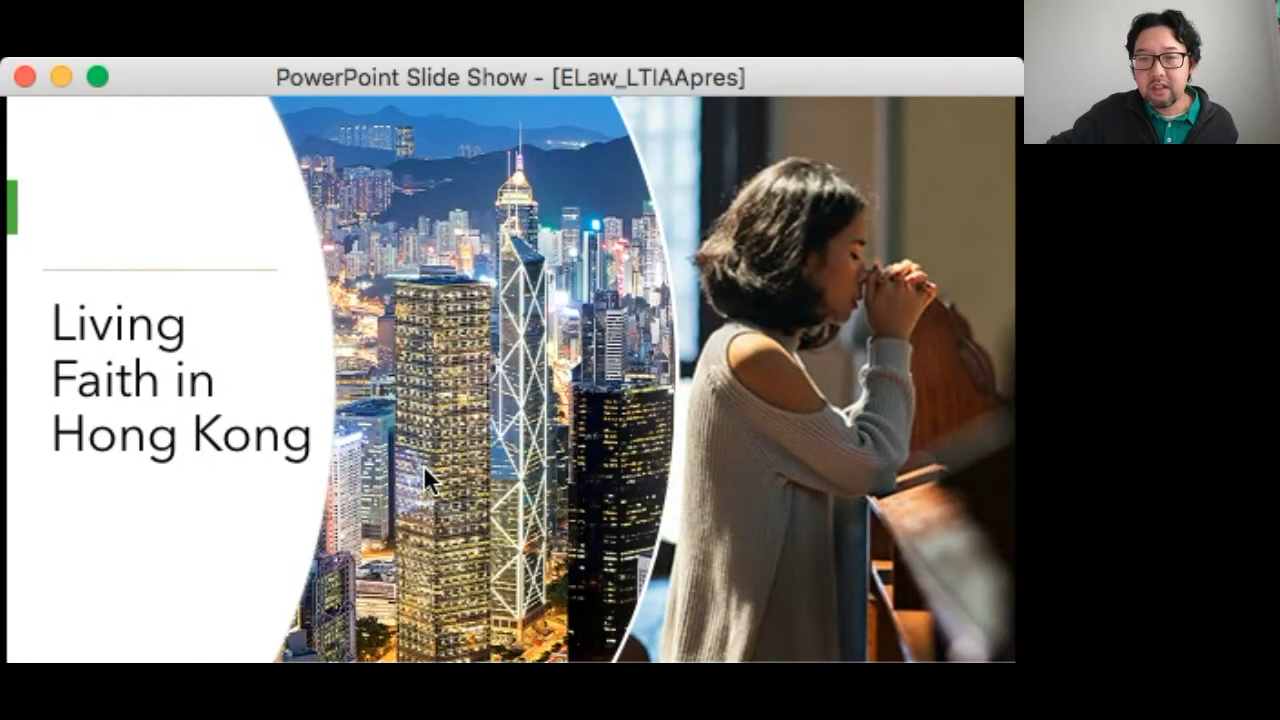 PowerPoint Slide Show - [ELaw_LTIAApres]
Living
Faith in
Hong Kong